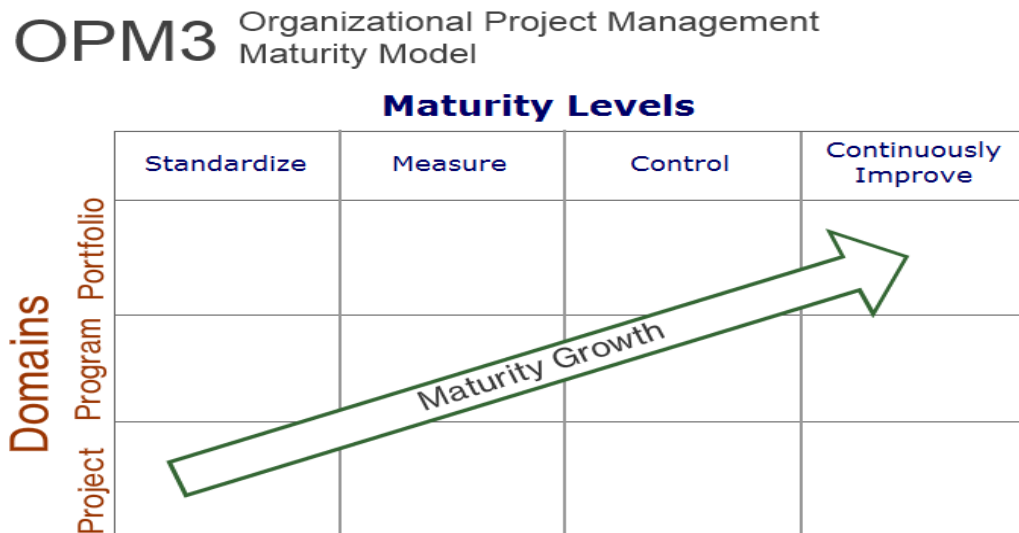 OPM3
Organizational Project Management
Maturity Model
Maturity Levels
Standardize
Measure
Control
Continuously
Improve
Domains
Portfolio
Program
Project
Maturity Growth